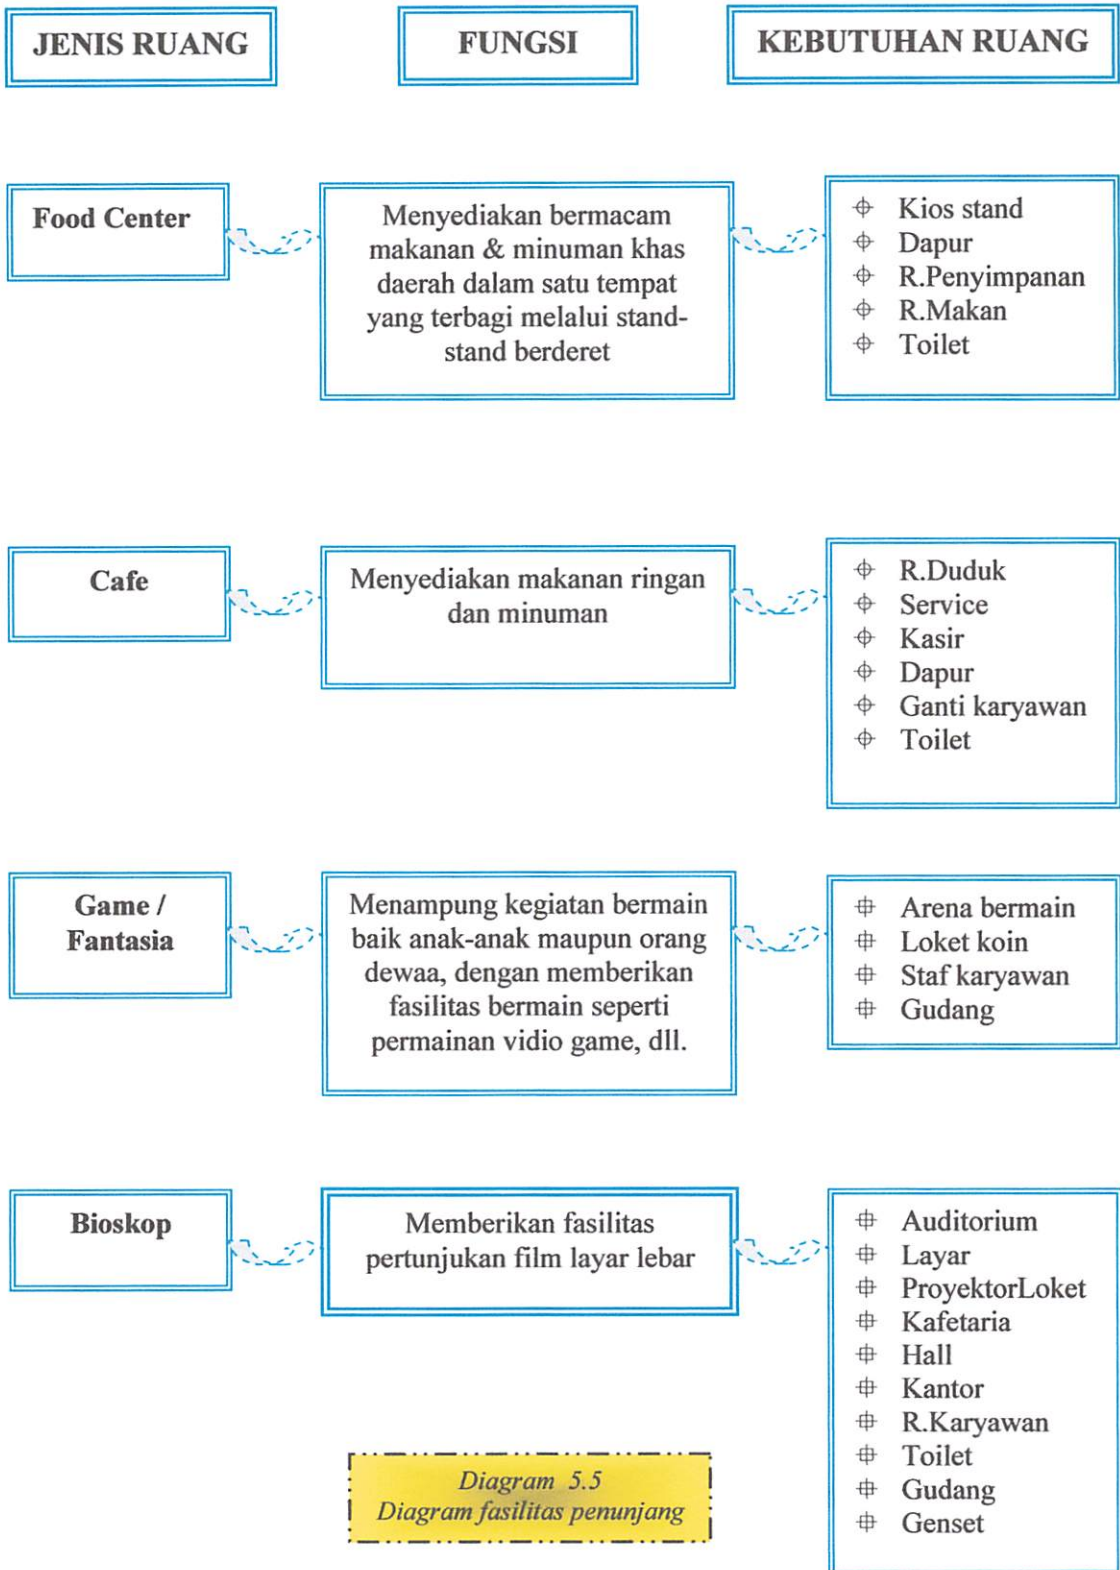 JENIS RUANG
FUNGSI
KEBUTUHAN RUANG
Food Center
Menyediakan bermacam
makanan & minuman khas
daerah dalam satu tempat
yang terbagi melalui stand-
stand berderet
Kios stand
Dapur
R.Penyimpanan
R.Makan
Toilet
Cafe
Menyediakan makanan ringan
dan minuman
R.Duduk
Service
Kasir
Dapur
Ganti karyawan
Toilet
Game /
Fantasia
Menampung kegiatan bermain
baik anak-anak maupun orang
dewaa, dengan memberikan
fasilitas bermain seperti
permainan vidio game, dll.
Arena bermain
Loket koin
Staf karyawan
Gudang
Bioskop
Memberikan fasilitas
pertunjukan film layar lebar
Auditorium
Layar
ProyektorLoket
Kafetaria
Hall
Kantor
R.Karyawan
Toilet
Gudang
Genset
Diagram 5.5
Diagram fasilitas penunjang